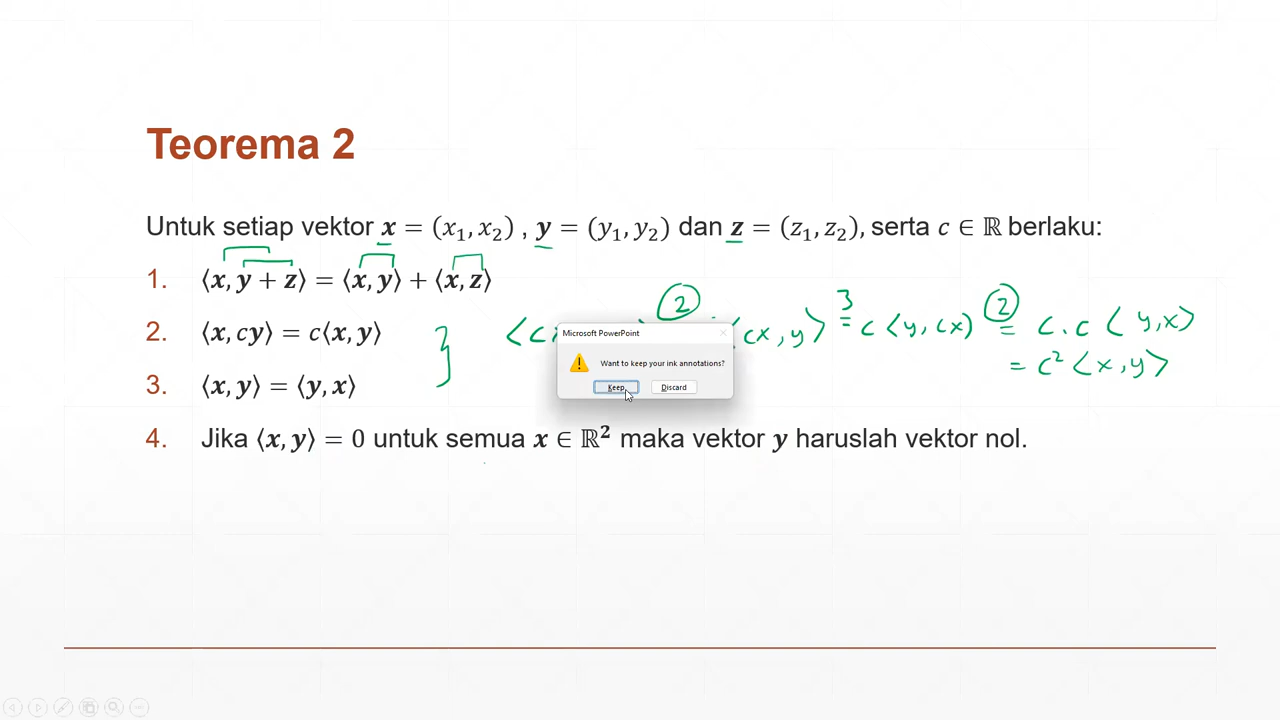 Teorema 2
Untuk setiap vektor x = (x₁, x₂) , y = (y₁, y₂) dan z = (z₁, z₂), serta c ∈ ℝ berlaku:
1. ⟨x, y + z⟩ = ⟨x, y⟩ + ⟨x, z⟩
2. ⟨x, cy⟩ = c⟨x, y⟩
3. ⟨x, y⟩ = ⟨y, x⟩
4. Jika ⟨x, y⟩ = 0 untuk semua x ∈ ℝ² maka vektor y haruslah vektor nol.
② ⟨cx, y⟩ 3 = c⟨y, cx⟩ ② = c.c ⟨y,x⟩
= c² ⟨x,y⟩
Microsoft PowerPoint
Want to keep your ink annotations?
Keep
Discard